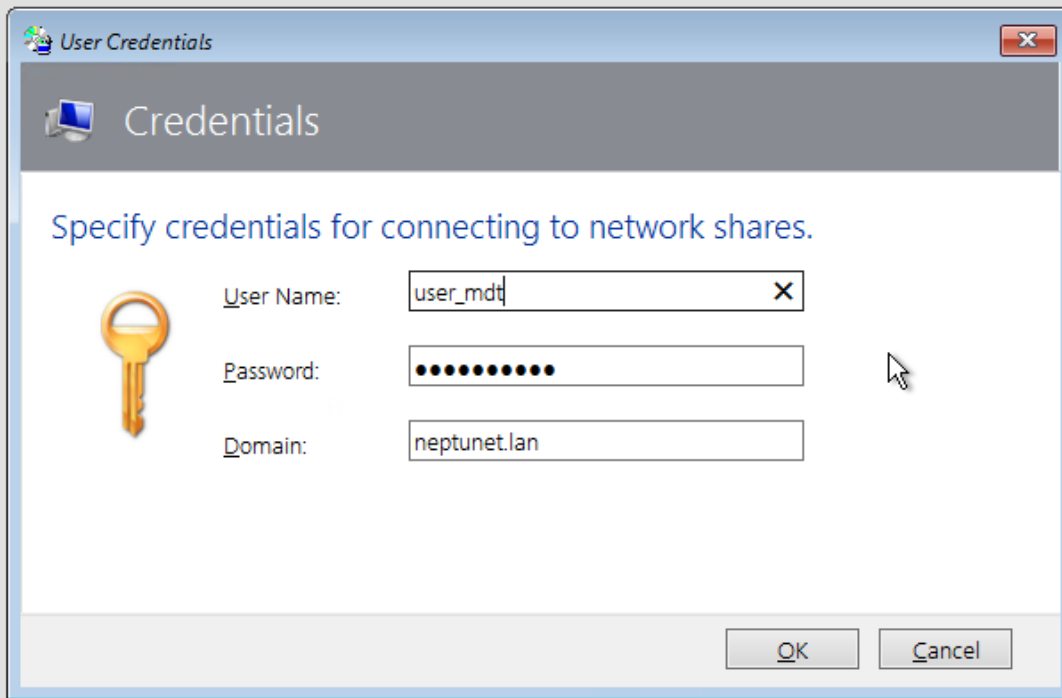 User Credentials
Credentials
Specify credentials for connecting to network shares.
User Name: user_mdt
Password: ●●●●●●●●●●
Domain: neptunet.lan
OK Cancel